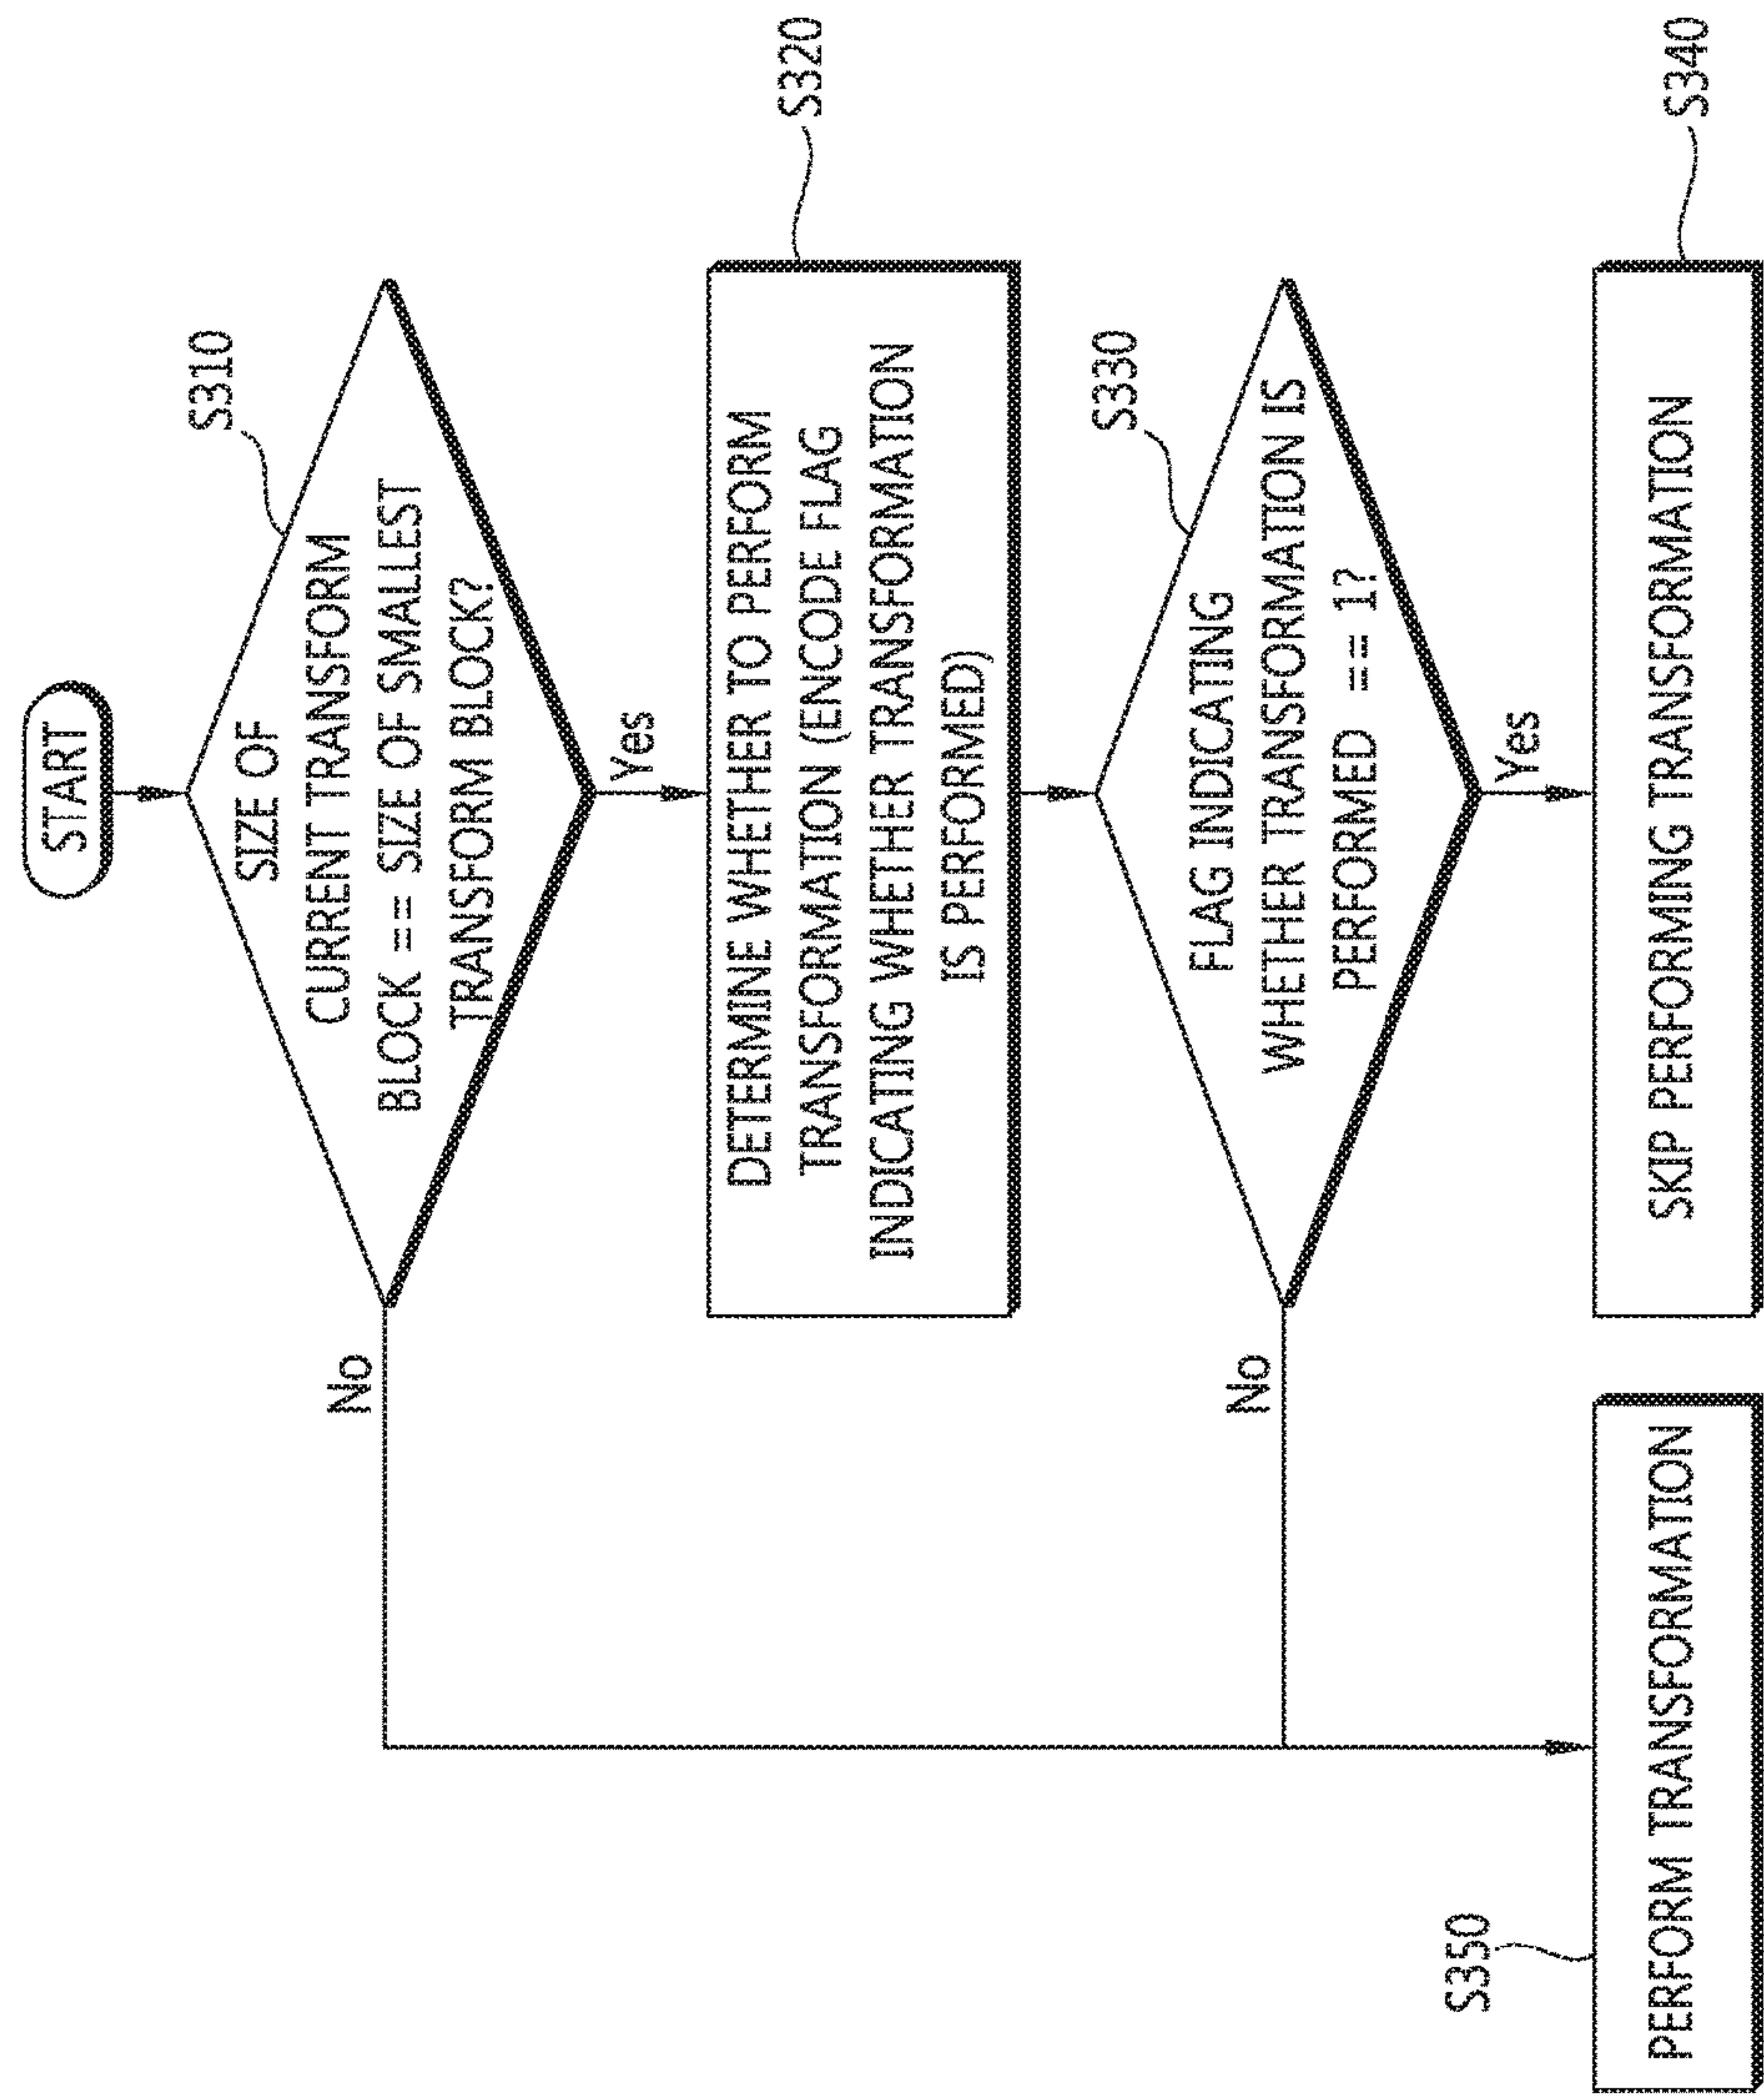 START
S310
SIZE OF
CURRENT TRANSFORM
BLOCK == SIZE OF SMALLEST
TRANSFORM BLOCK?
No
Yes
S320
DETERMINE WHETHER TO PERFORM
TRANSFORMATION (ENCODE FLAG
INDICATING WHETHER TRANSFORMATION
IS PERFORMED)
S330
FLAG INDICATING
WHETHER TRANSFORMATION IS
PERFORMED == 1?
No
Yes
S350
PERFORM TRANSFORMATION
S340
SKIP PERFORMING TRANSFORMATION